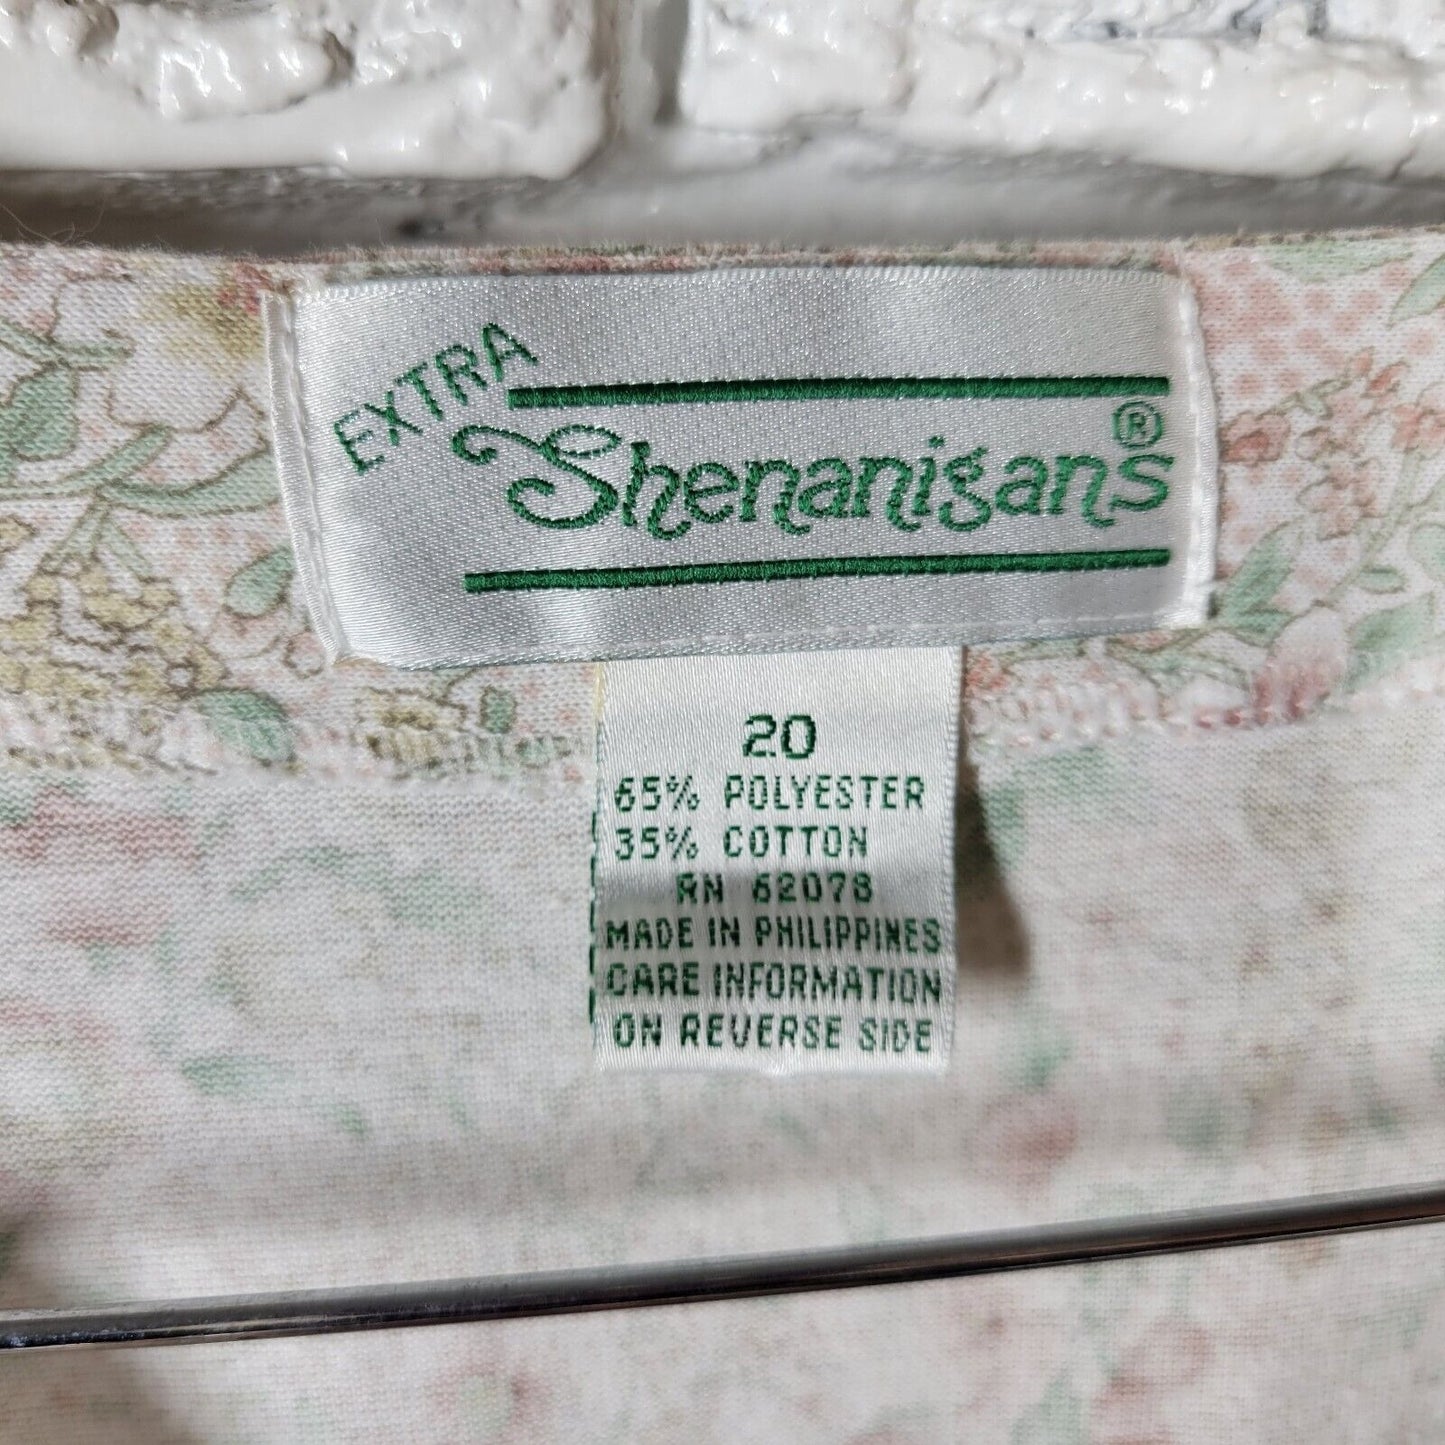 EXTRA
Shenanigans®
20
65% POLYESTER
35% COTTON
RN 62078
MADE IN PHILIPPINES
CARE INFORMATION
ON REVERSE SIDE